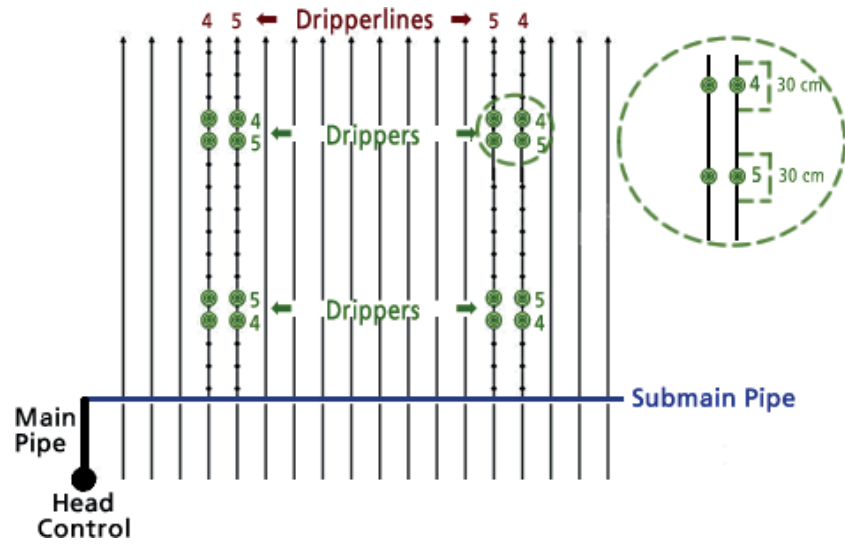 4 5 Dripperlines 5 4
4 4
Drippers
5 5
4 30 cm
5 30 cm
5 5
Drippers
4 4
Submain Pipe
Main
Pipe
Head
Control